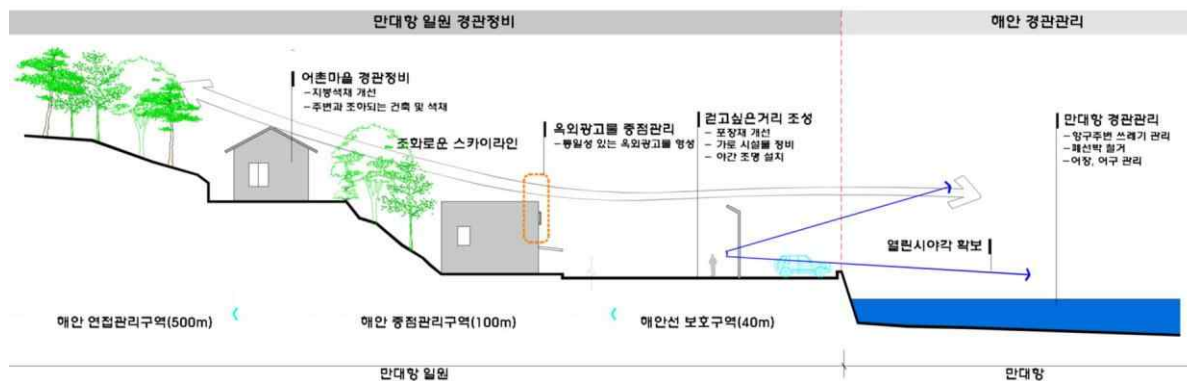 만대항 일원 경관정비
해안 경관관리
어촌마을 경관정비
-지붕색채 개선
-주변과 조화되는 건축 및 색채
조화로운 스카이라인
옥외광고물 중점관리
-통일성 있는 옥외광고물 형성
걷고싶은거리 조성
- 포장재 개선
- 가로 시설물 정비
- 야간 조명 설치
만대항 경관관리
-항구주변 쓰레기 관리
-폐선박 철거
-어장, 어구 관리
열린시야각 확보
해안 연접관리구역(500m)
해안 중점관리구역(100m)
해안선 보호구역(40m)
만대항 일원
만대항